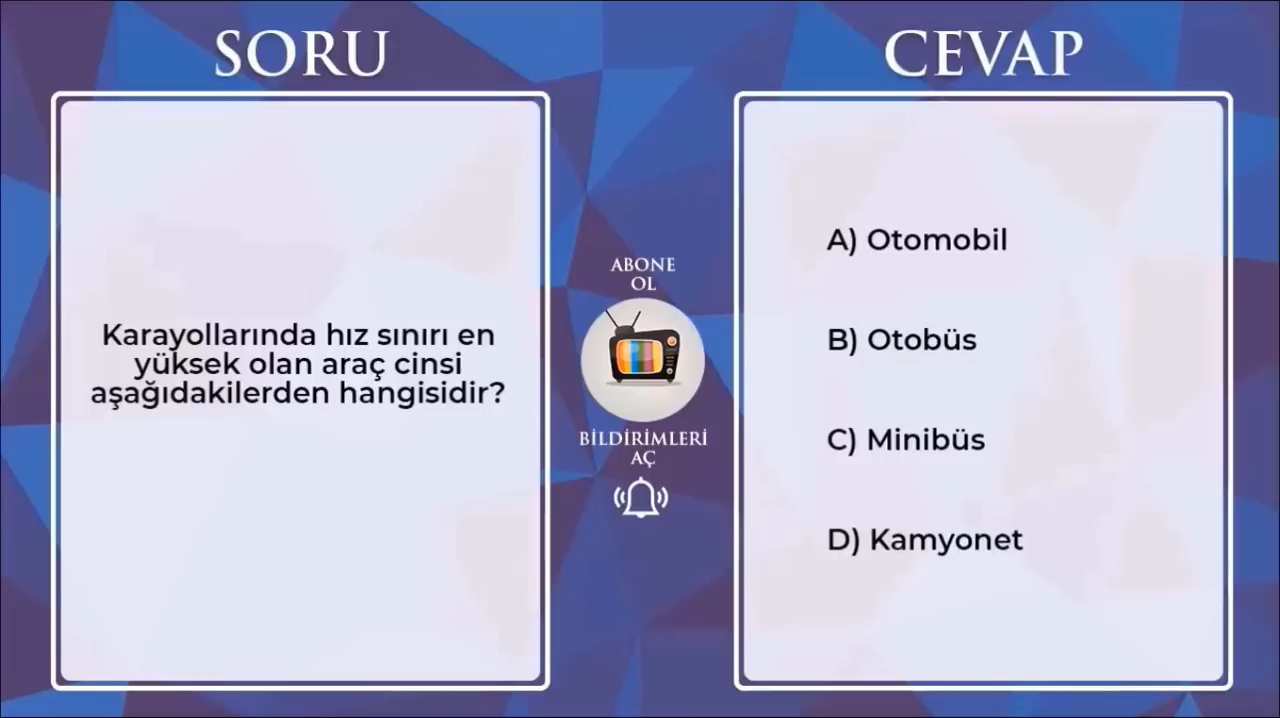 SORU
Karayollarında hız sınırı en
yüksek olan araç cinsi
aşağıdakilerden hangisidir?
ABONE
OL
BİLDİRİMLERİ
AÇ
CEVAP
A) Otomobil
B) Otobüs
C) Minibüs
D) Kamyonet